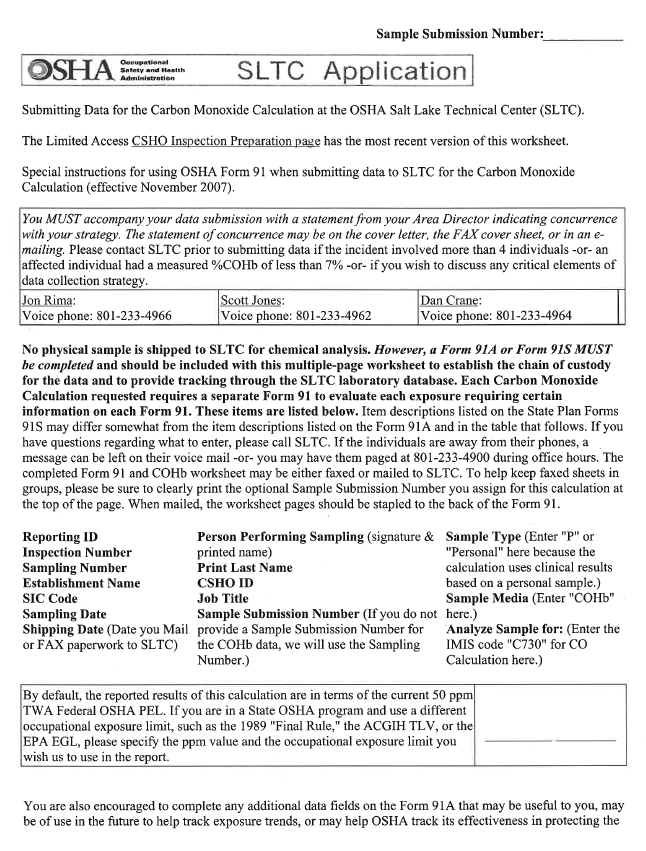 Sample Submission Number:____________
OSHA Occupational
Safety and Health
Administration
SLTC Application
Submitting Data for the Carbon Monoxide Calculation at the OSHA Salt Lake Technical Center (SLTC).
The Limited Access CSHO Inspection Preparation page has the most recent version of this worksheet.
Special instructions for using OSHA Form 91 when submitting data to SLTC for the Carbon Monoxide
Calculation (effective November 2007).
You MUST accompany your data submission with a statement from your Area Director indicating concurrence
with your strategy. The statement of concurrence may be on the cover letter, the FAX cover sheet, or in an e-
mailing. Please contact SLTC prior to submitting data if the incident involved more than 4 individuals -or- an
affected individual had a measured %COHb of less than 7% -or- if you wish to discuss any critical elements of
data collection strategy.
Jon Rima: Scott Jones: Dan Crane:
Voice phone: 801-233-4966 Voice phone: 801-233-4962 Voice phone: 801-233-4964
No physical sample is shipped to SLTC for chemical analysis. However, a Form 91A or Form 91S MUST
be completed and should be included with this multiple-page worksheet to establish the chain of custody
for the data and to provide tracking through the SLTC laboratory database. Each Carbon Monoxide
Calculation requested requires a separate Form 91 to evaluate each exposure requiring certain
information on each Form 91. These items are listed below. Item descriptions listed on the State Plan Forms
91S may differ somewhat from the item descriptions listed on the Form 91A and in the table that follows. If you
have questions regarding what to enter, please call SLTC. If the individuals are away from their phones, a
message can be left on their voice mail -or- you may have them paged at 801-233-4900 during office hours. The
completed Form 91 and COHb worksheet may be either faxed or mailed to SLTC. To help keep faxed sheets in
groups, please be sure to clearly print the optional Sample Submission Number you assign for this calculation at
the top of the page. When mailed, the worksheet pages should be stapled to the back of the Form 91.
Reporting ID
Inspection Number
Sampling Number
Establishment Name
SIC Code
Sampling Date
Shipping Date (Date you Mail
or FAX paperwork to SLTC)
Person Performing Sampling (signature &
printed name)
Print Last Name
CSHO ID
Job Title
Sample Submission Number (If you do not
provide a Sample Submission Number for
the COHb data, we will use the Sampling
Number.)
Sample Type (Enter "P" or
"Personal" here because the
calculation uses clinical results
based on a personal sample.)
Sample Media (Enter "COHb"
here.)
Analyze Sample for: (Enter the
IMIS code "C730" for CO
Calculation here.)
By default, the reported results of this calculation are in terms of the current 50 ppm
TWA Federal OSHA PEL. If you are in a State OSHA program and use a different
occupational exposure limit, such as the 1989 "Final Rule," the ACGIH TLV, or the
EPA EGL, please specify the ppm value and the occupational exposure limit you
wish us to use in the report.
You are also encouraged to complete any additional data fields on the Form 91A that may be useful to you, may
be of use in the future to help track exposure trends, or may help OSHA track its effectiveness in protecting the